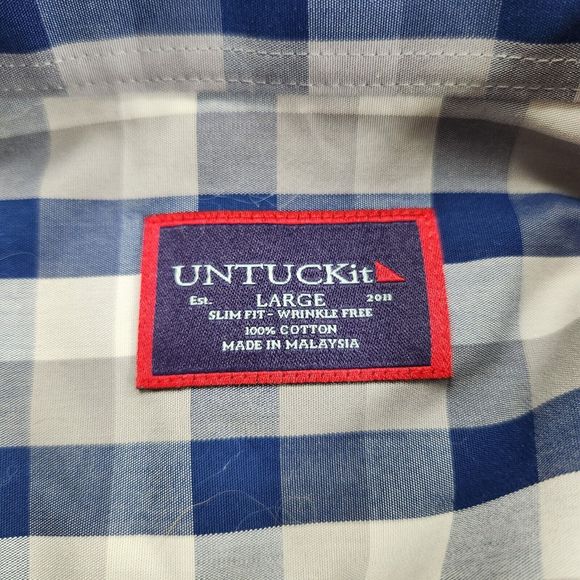 UNTUCKit
Est. LARGE 2011
SLIM FIT - WRINKLE FREE
100% COTTON
MADE IN MALAYSIA